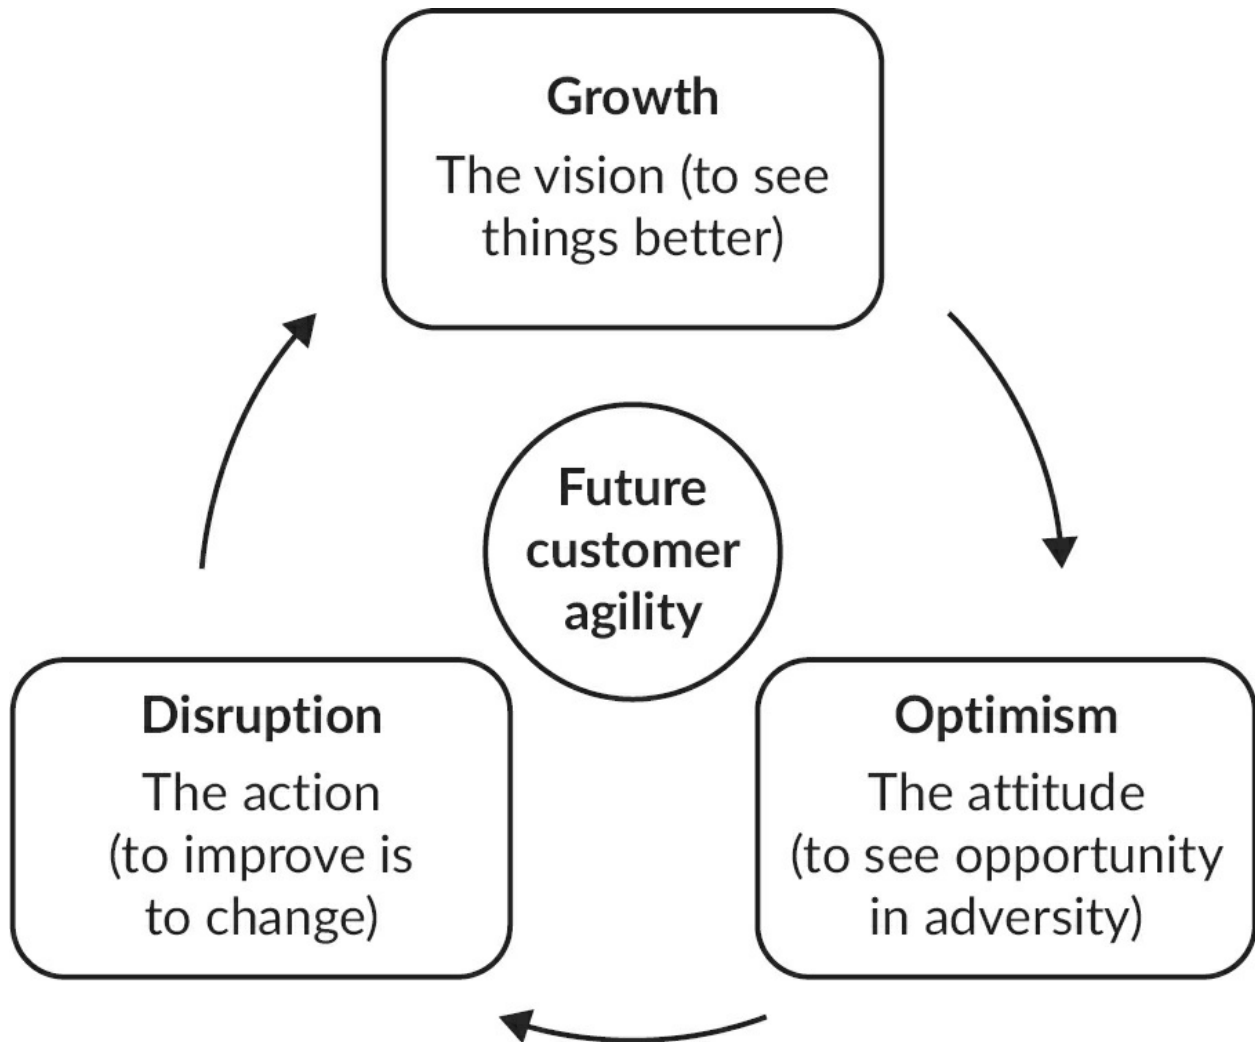 Growth
The vision (to see
things better)
Future
customer
agility
Disruption
The action
(to improve is
to change)
Optimism
The attitude
(to see opportunity
in adversity)